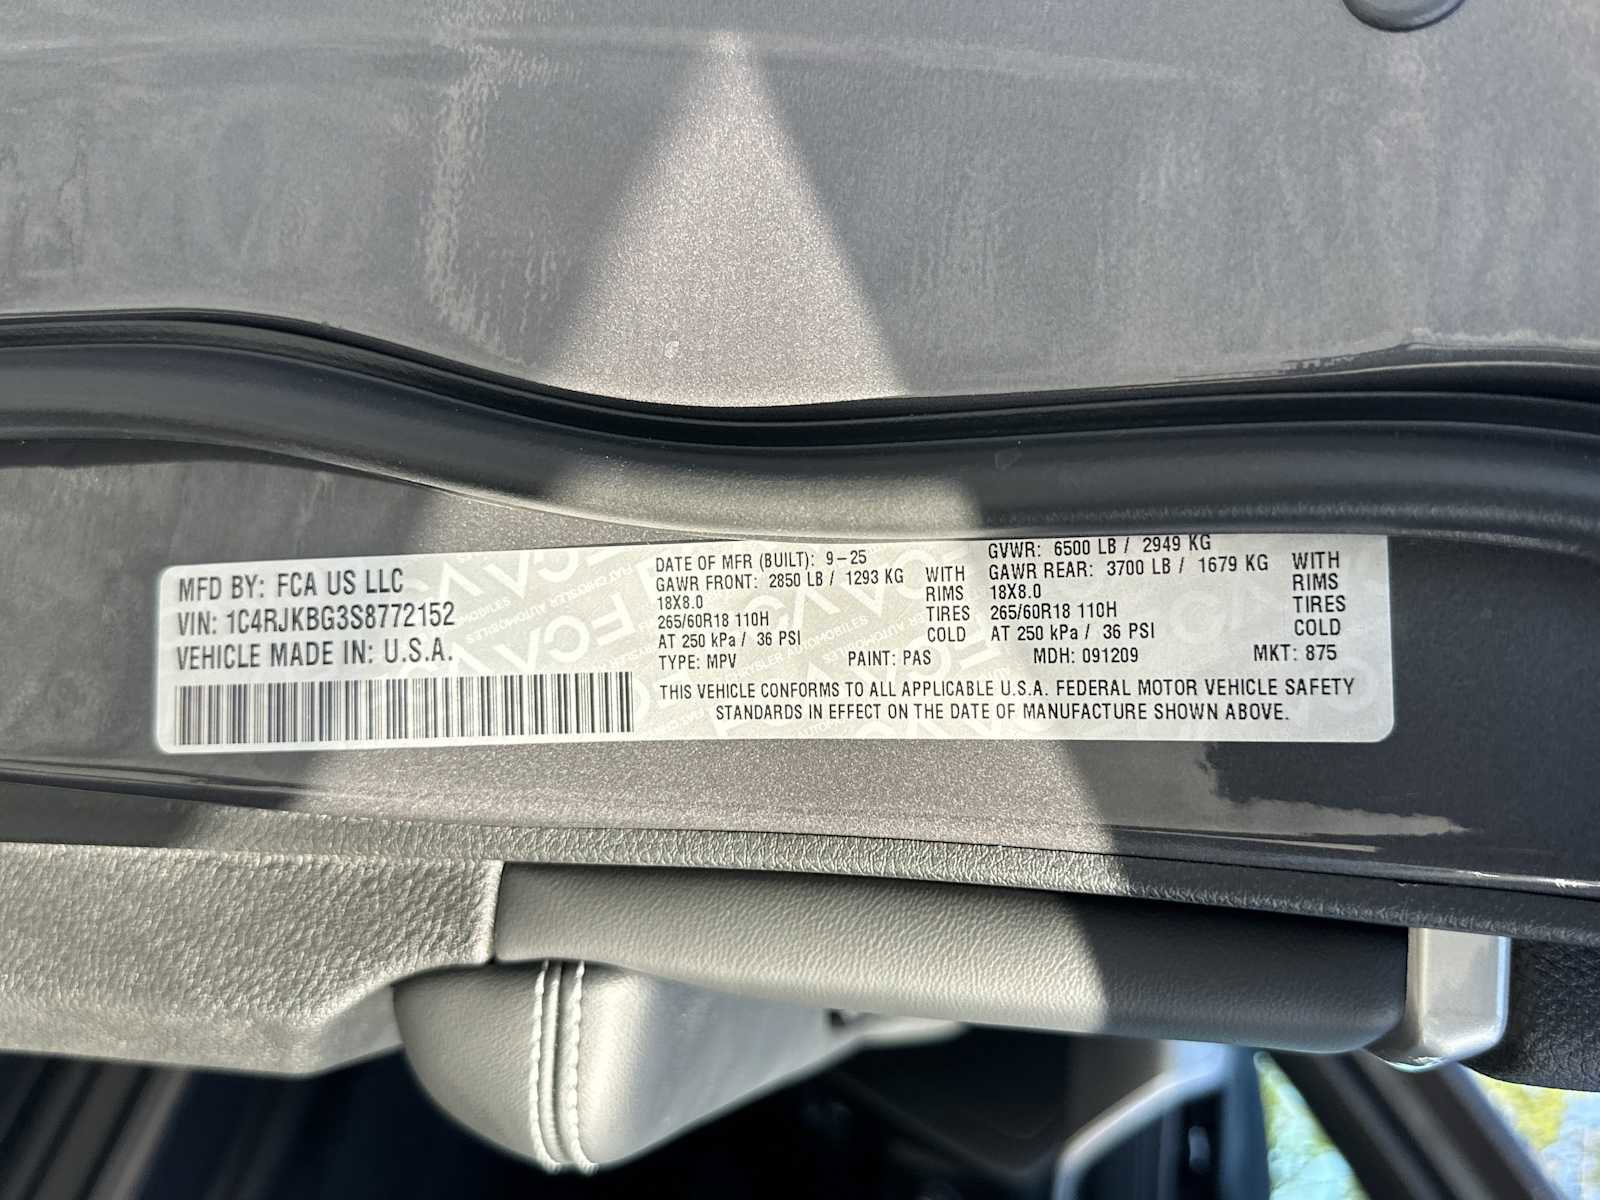 MFD BY: FCA US LLC
VIN: 1C4RJKBG3S8772152
VEHICLE MADE IN: U.S.A.
DATE OF MFR (BUILT): 9-25
GAWR FRONT: 2850 LB / 1293 KG WITH
18X8.0 RIMS
265/60R18 110H TIRES
AT 250 kPa / 36 PSI COLD
GVWR: 6500 LB / 2949 KG
GAWR REAR: 3700 LB / 1679 KG WITH
18X8.0 RIMS
265/60R18 110H TIRES
AT 250 kPa / 36 PSI COLD
TYPE: MPV PAINT: PAS MDH: 091209 MKT: 875
THIS VEHICLE CONFORMS TO ALL APPLICABLE U.S.A. FEDERAL MOTOR VEHICLE SAFETY
STANDARDS IN EFFECT ON THE DATE OF MANUFACTURE SHOWN ABOVE.